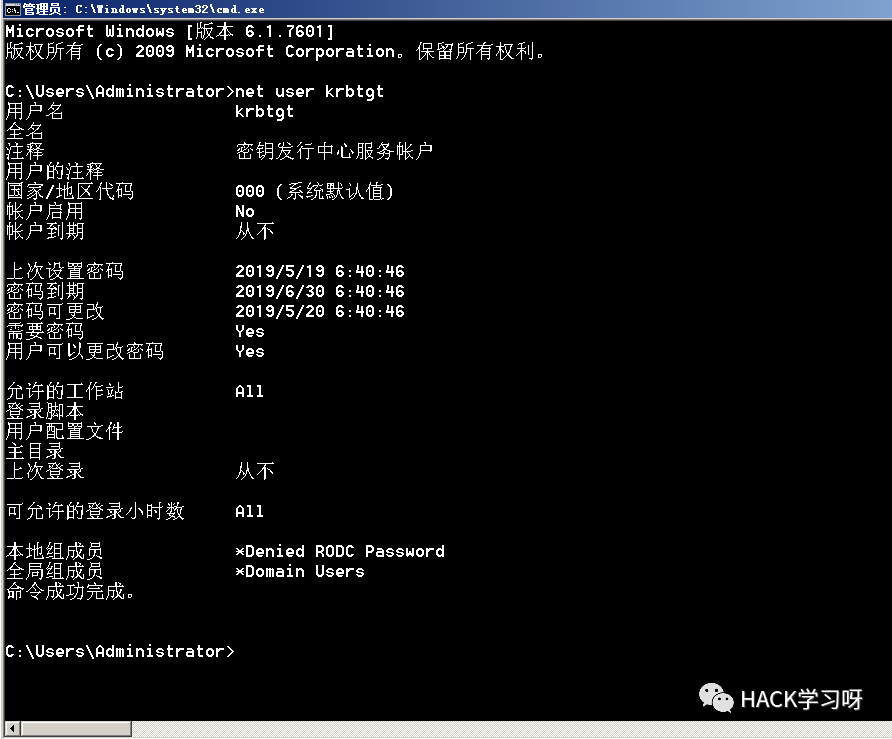 管理员: C:\Windows\system32\cmd.exe
Microsoft Windows [版本 6.1.7601]
版权所有 (c) 2009 Microsoft Corporation。保留所有权利。
C:\Users\Administrator>net user krbtgt
用户名 krbtgt
全名
注释 密钥发行中心服务帐户
用户的注释
国家/地区代码 000 (系统默认值)
帐户启用 No
帐户到期 从不
上次设置密码 2019/5/19 6:40:46
密码到期 2019/6/30 6:40:46
密码可更改 2019/5/20 6:40:46
需要密码 Yes
用户可以更改密码 Yes
允许的工作站 All
登录脚本
用户配置文件
主目录
上次登录 从不
可允许的登录小时数 All
本地组成员 *Denied RODC Password
全局组成员 *Domain Users
命令成功完成。
C:\Users\Administrator>
HACK学习呀